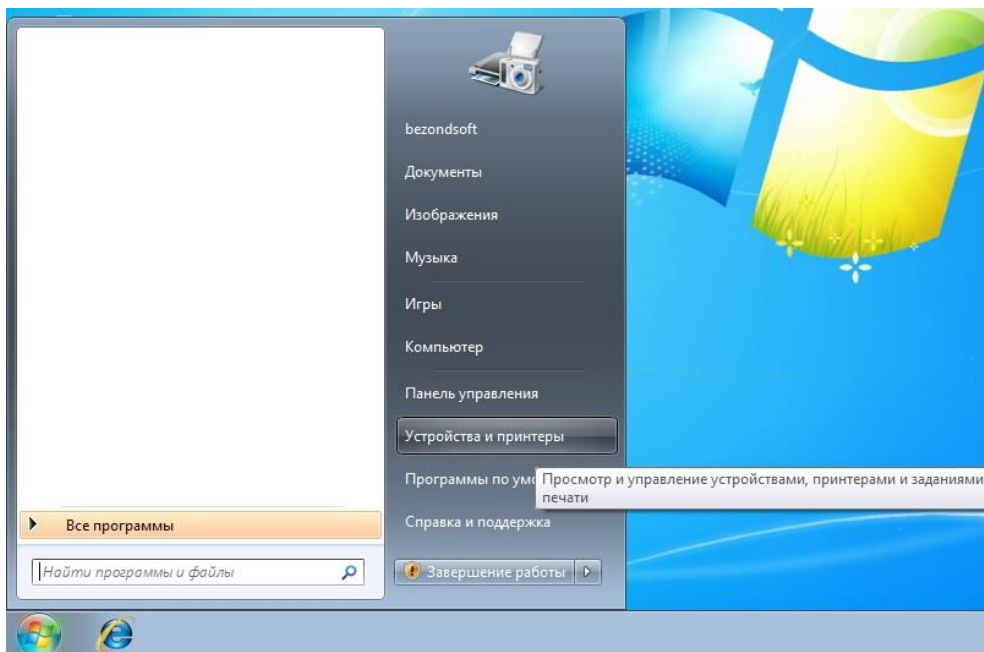 bezondsoft
Документы
Изображения
Музыка
Игры
Компьютер
Панель управления
Устройства и принтеры
Программы по умо
Просмотр и управление устройствами, принтерами и заданиями
печати
Справка и поддержка
Все программы
Найти программы и файлы
Завершение работы